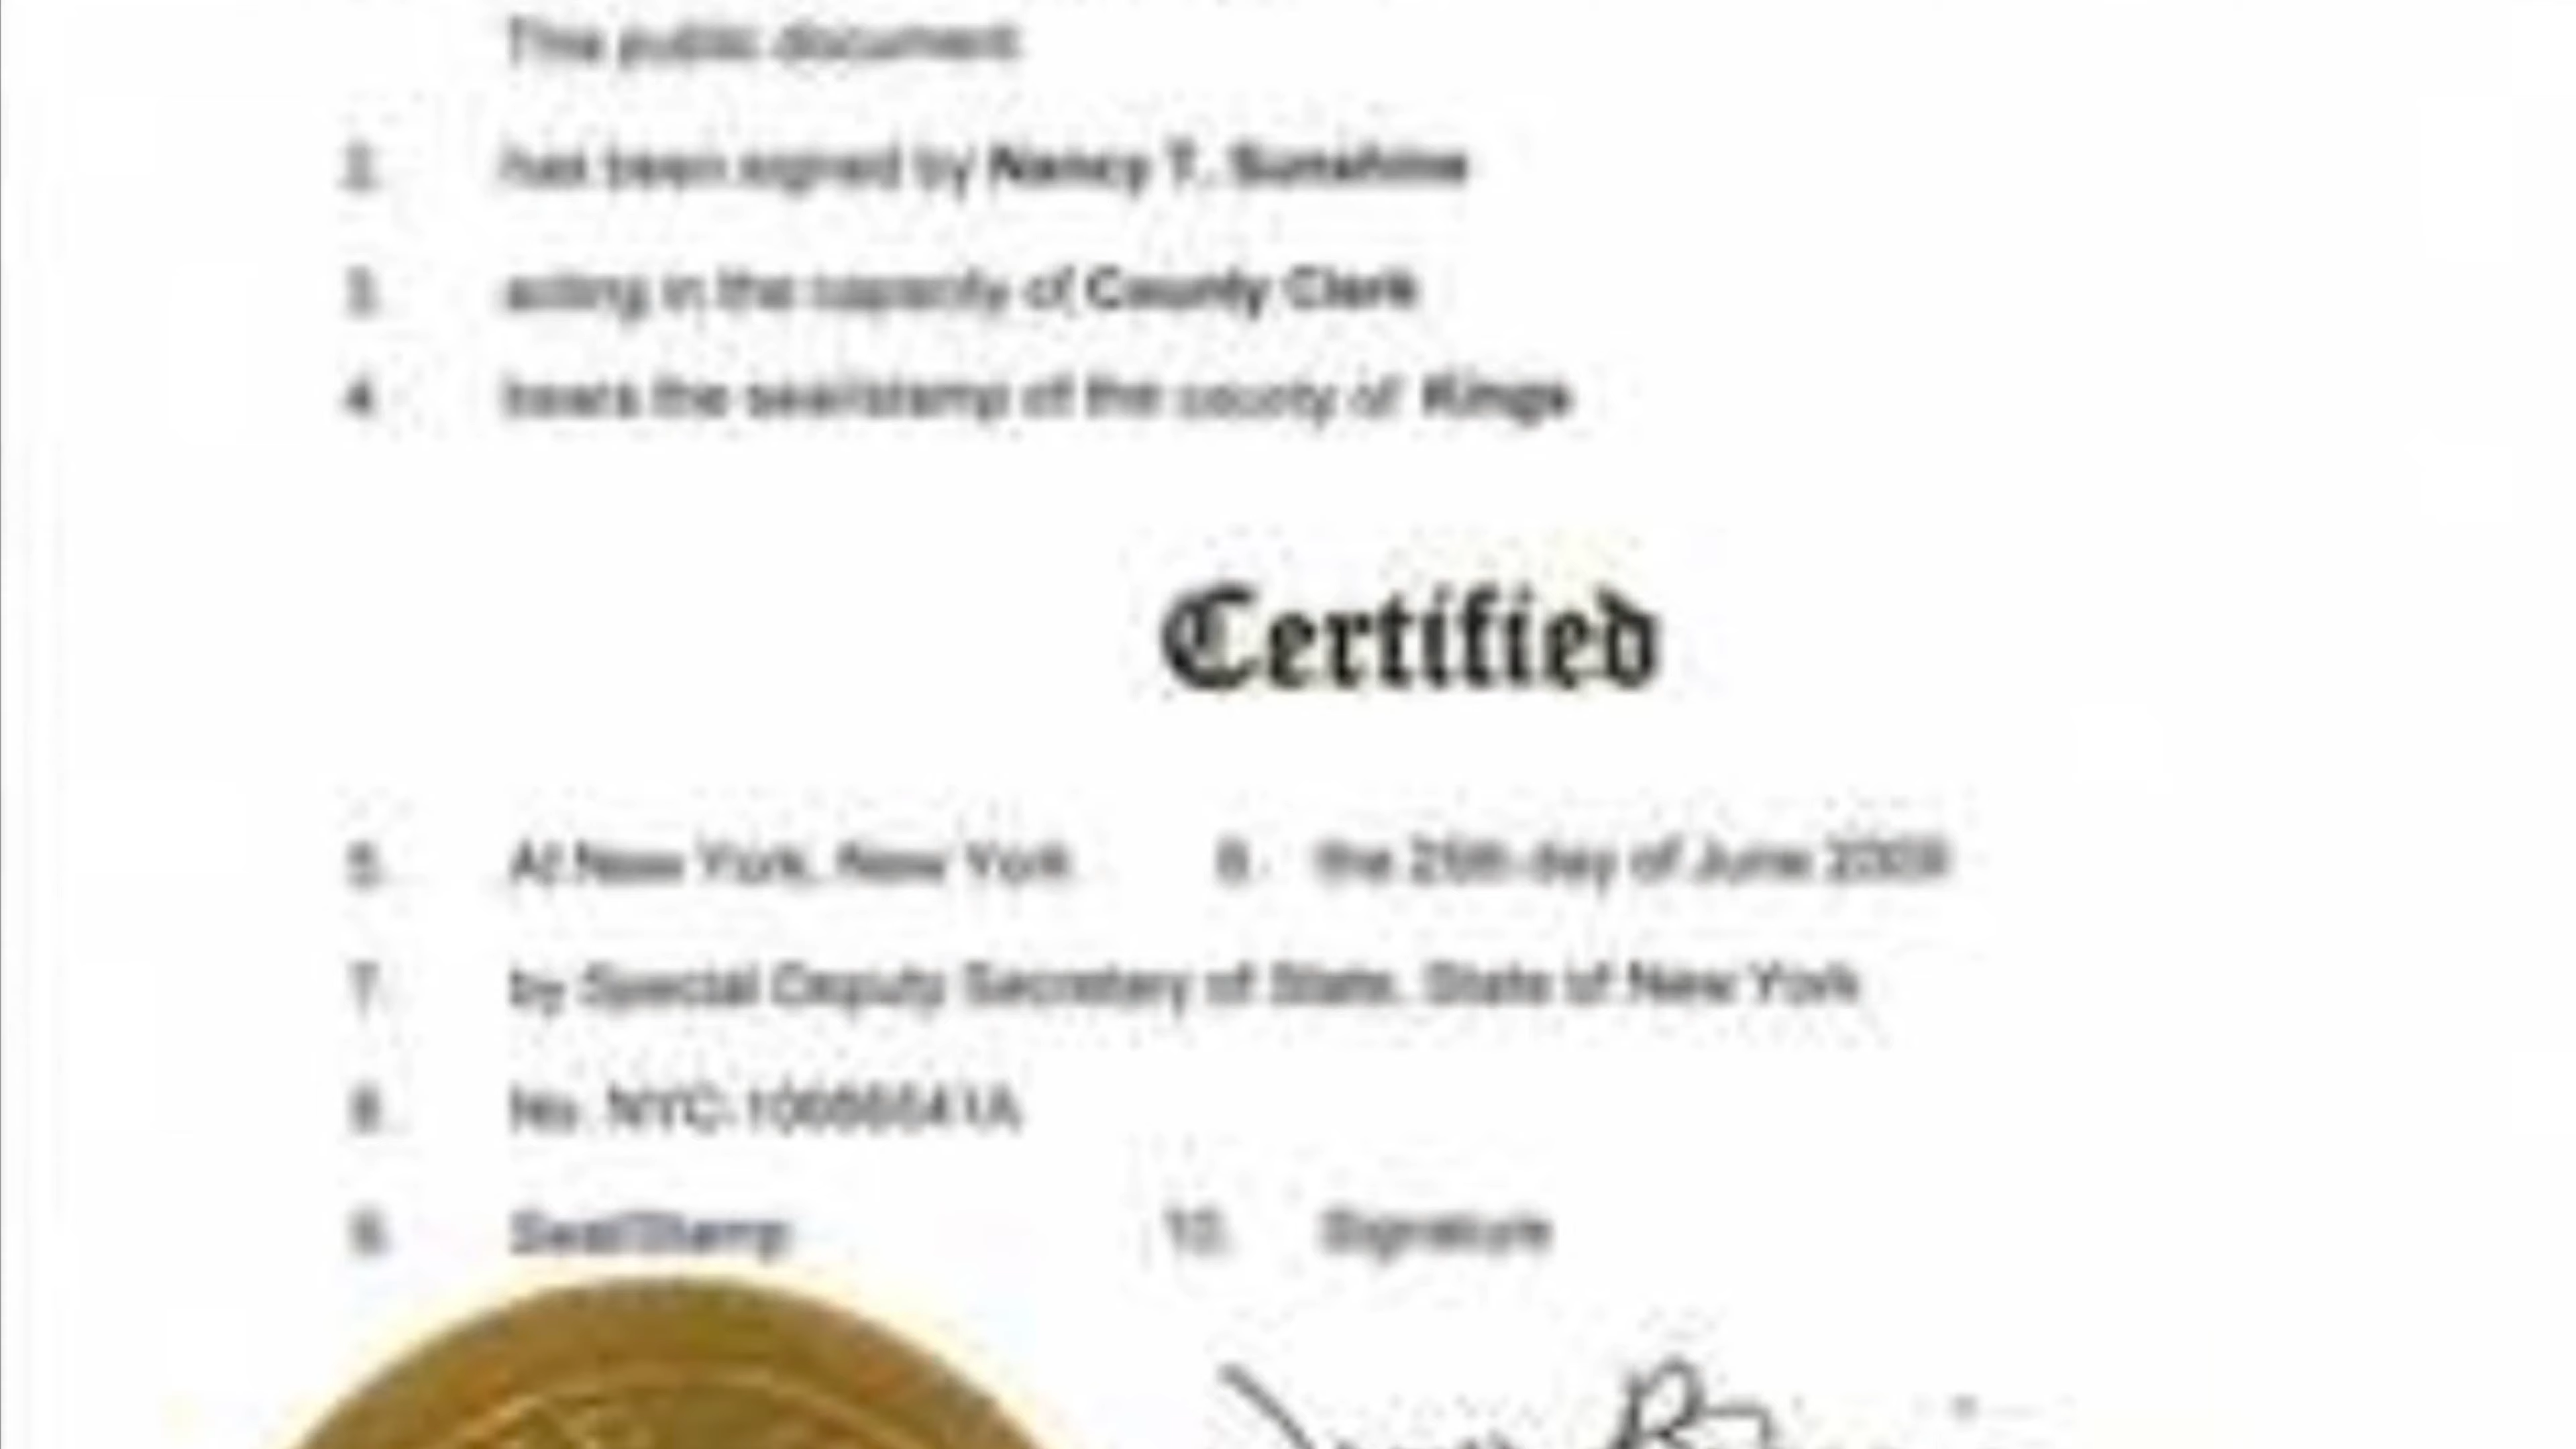 This public document
2. has been signed by Nancy T. Sunshine
3. acting in the capacity of County Clerk
4. bears the seal/stamp of the county of Kings
Certified
5. At New York, New York 6. the 25th day of June
7. by Special Deputy Secretary of State, State of New York
8. No.
9. Seal/Stamp 10. Signature